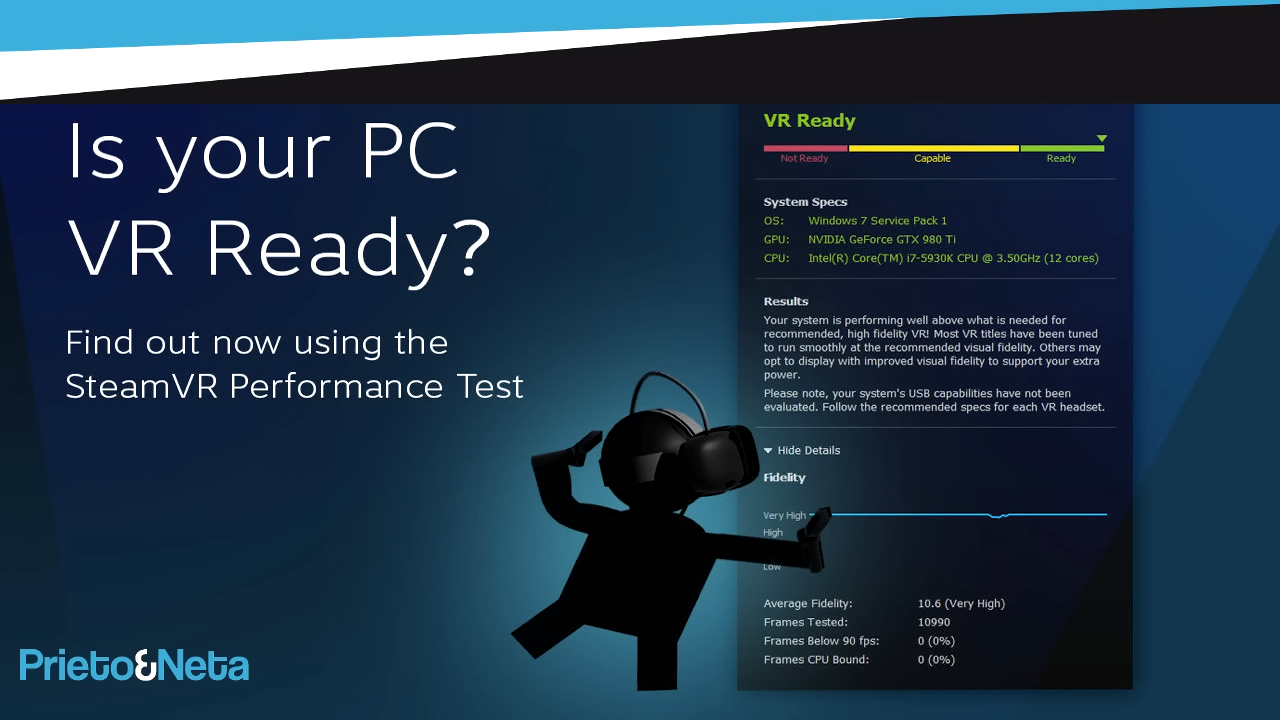 Is your PC
VR Ready?
Find out now using the
SteamVR Performance Test
Prieto&Neta
VR Ready
Not Ready
Capable
Ready
System Specs
OS: Windows 7 Service Pack 1
GPU: NVIDIA GeForce GTX 980 Ti
CPU: Intel(R) Core(TM) i7-5930K CPU @ 3.50GHz (12 cores)
Results
Your system is performing well above what is needed for
recommended, high fidelity VR! Most VR titles have been tuned
to run smoothly at the recommended visual fidelity. Others may
opt to display with improved visual fidelity to support your extra
power.
Please note, your system's USB capabilities have not been
evaluated. Follow the recommended specs for each VR headset.
Hide Details
Fidelity
Very High
High
Low
Average Fidelity: 10.6 (Very High)
Frames Tested: 10990
Frames Below 90 fps: 0 (0%)
Frames CPU Bound: 0 (0%)